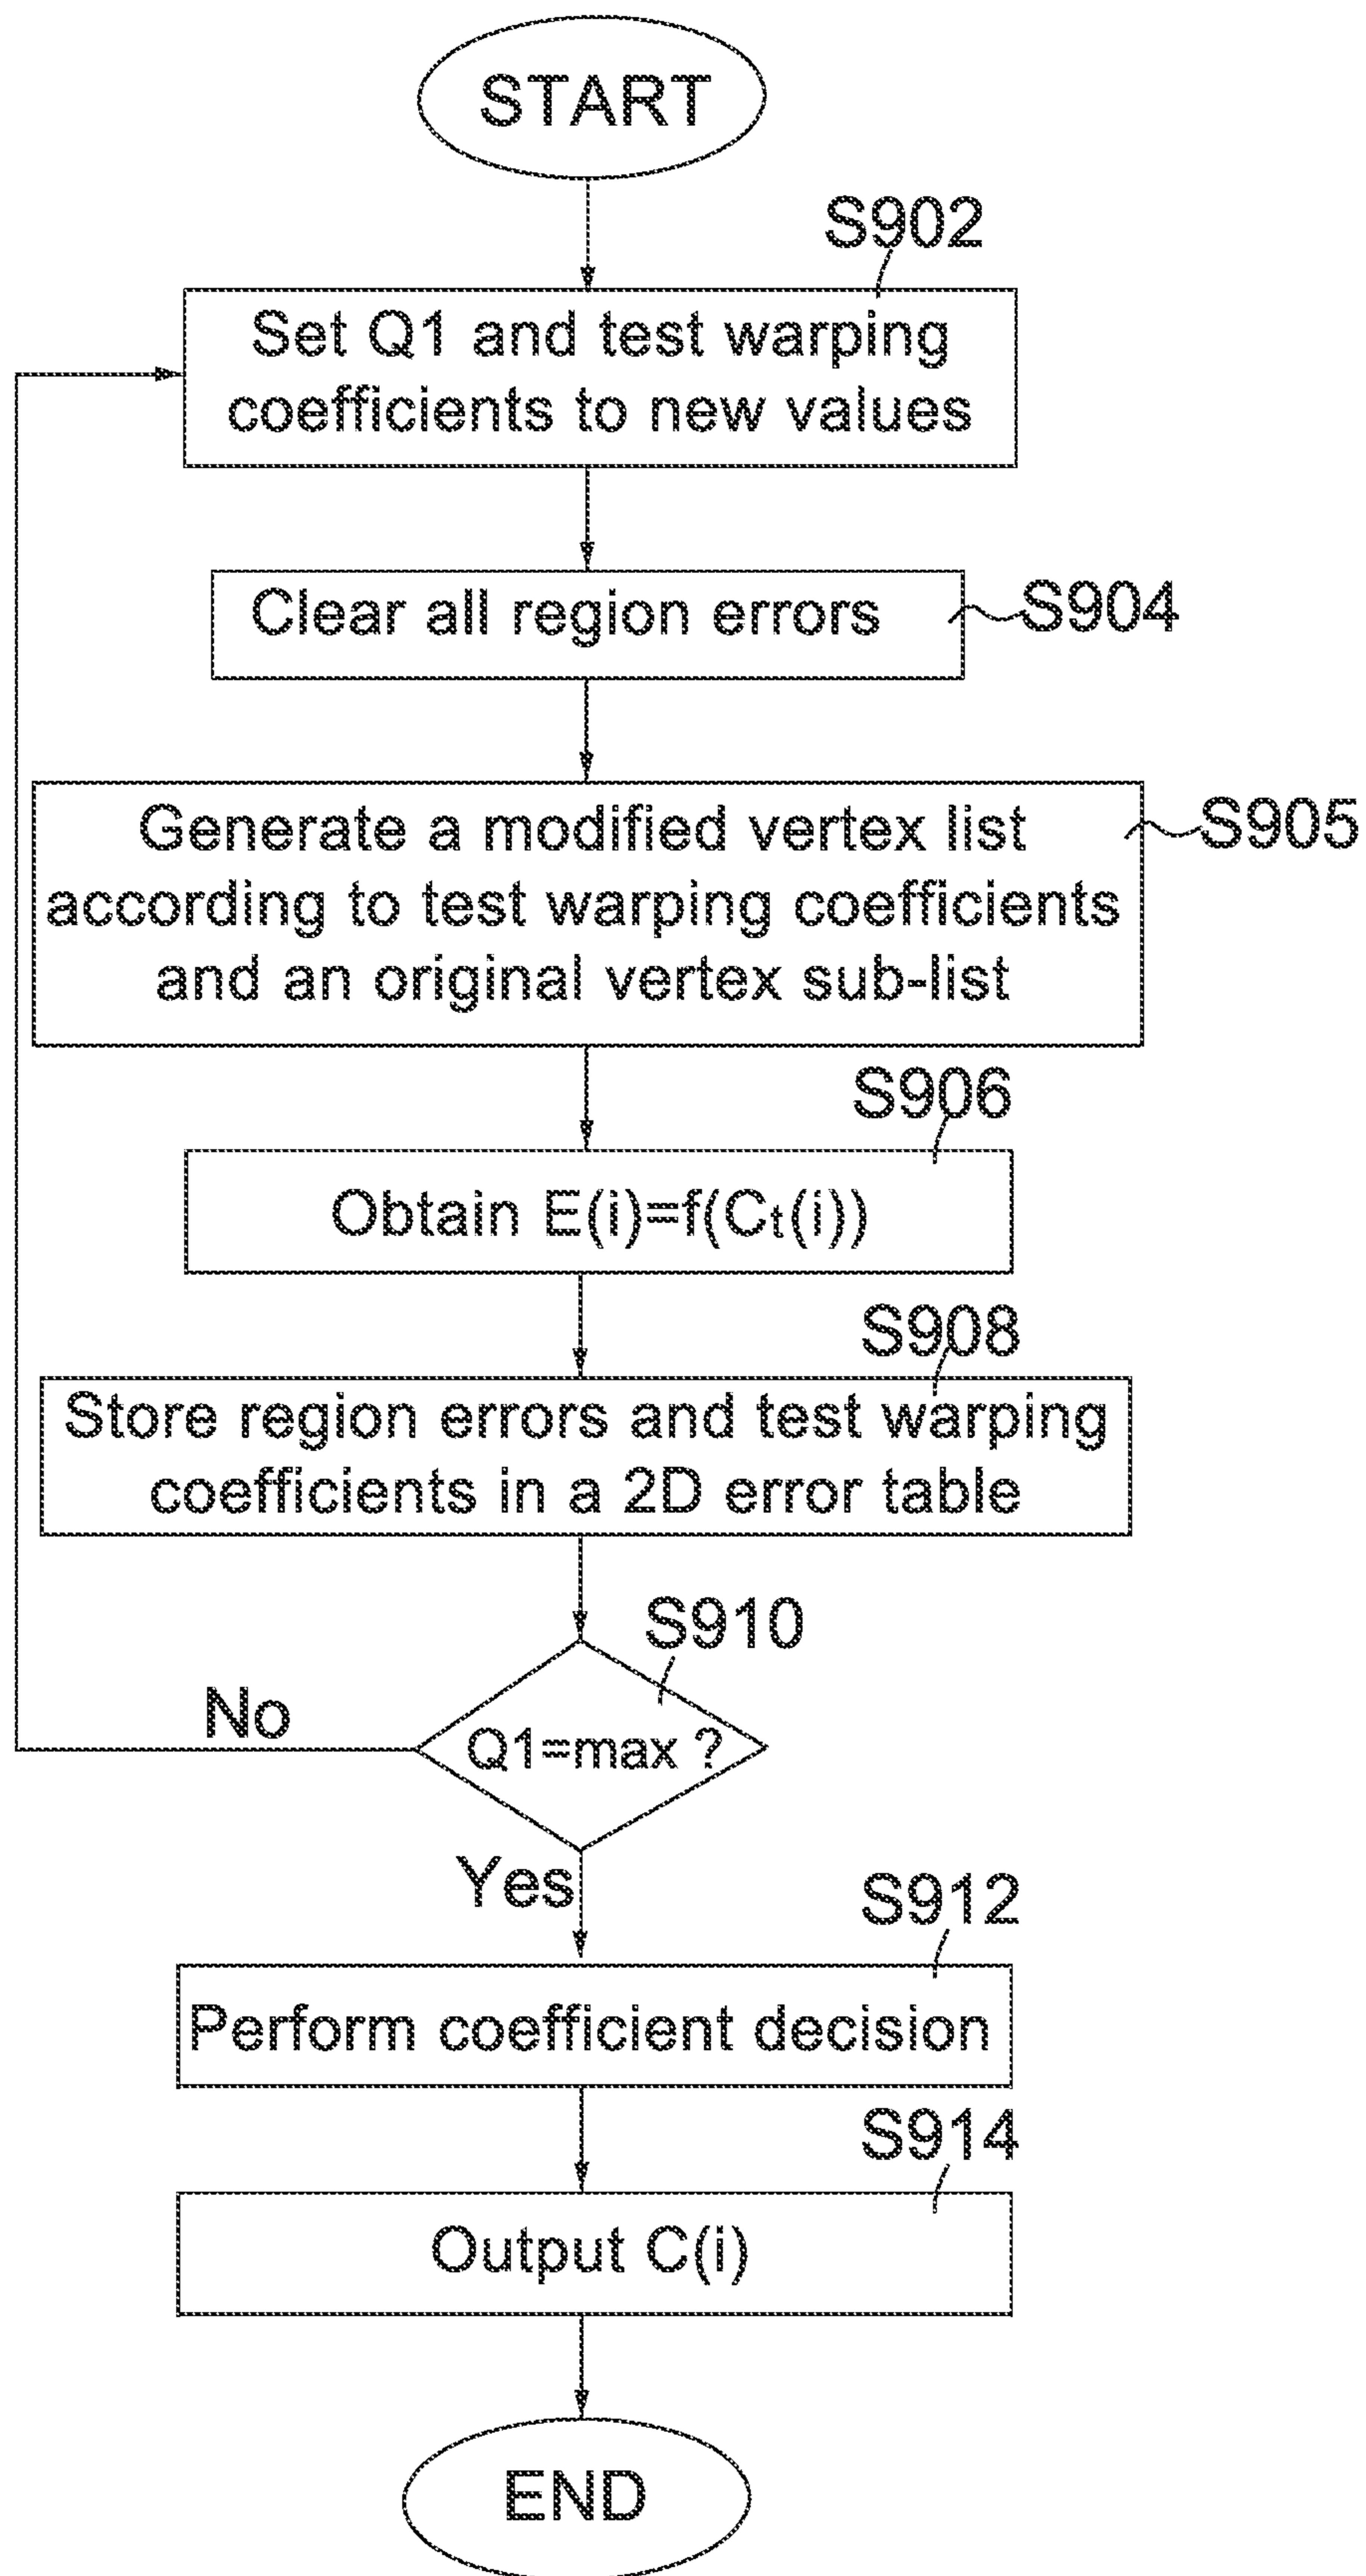 START
S902
Set Q1 and test warping
coefficients to new values
Clear all region errors
S904
Generate a modified vertex list
according to test warping coefficients
and an original vertex sub-list
S905
S906
Obtain E(i)=f(Ct(i))
S908
Store region errors and test warping
coefficients in a 2D error table
S910
No
Q1=max ?
Yes
S912
Perform coefficient decision
S914
Output C(i)
END